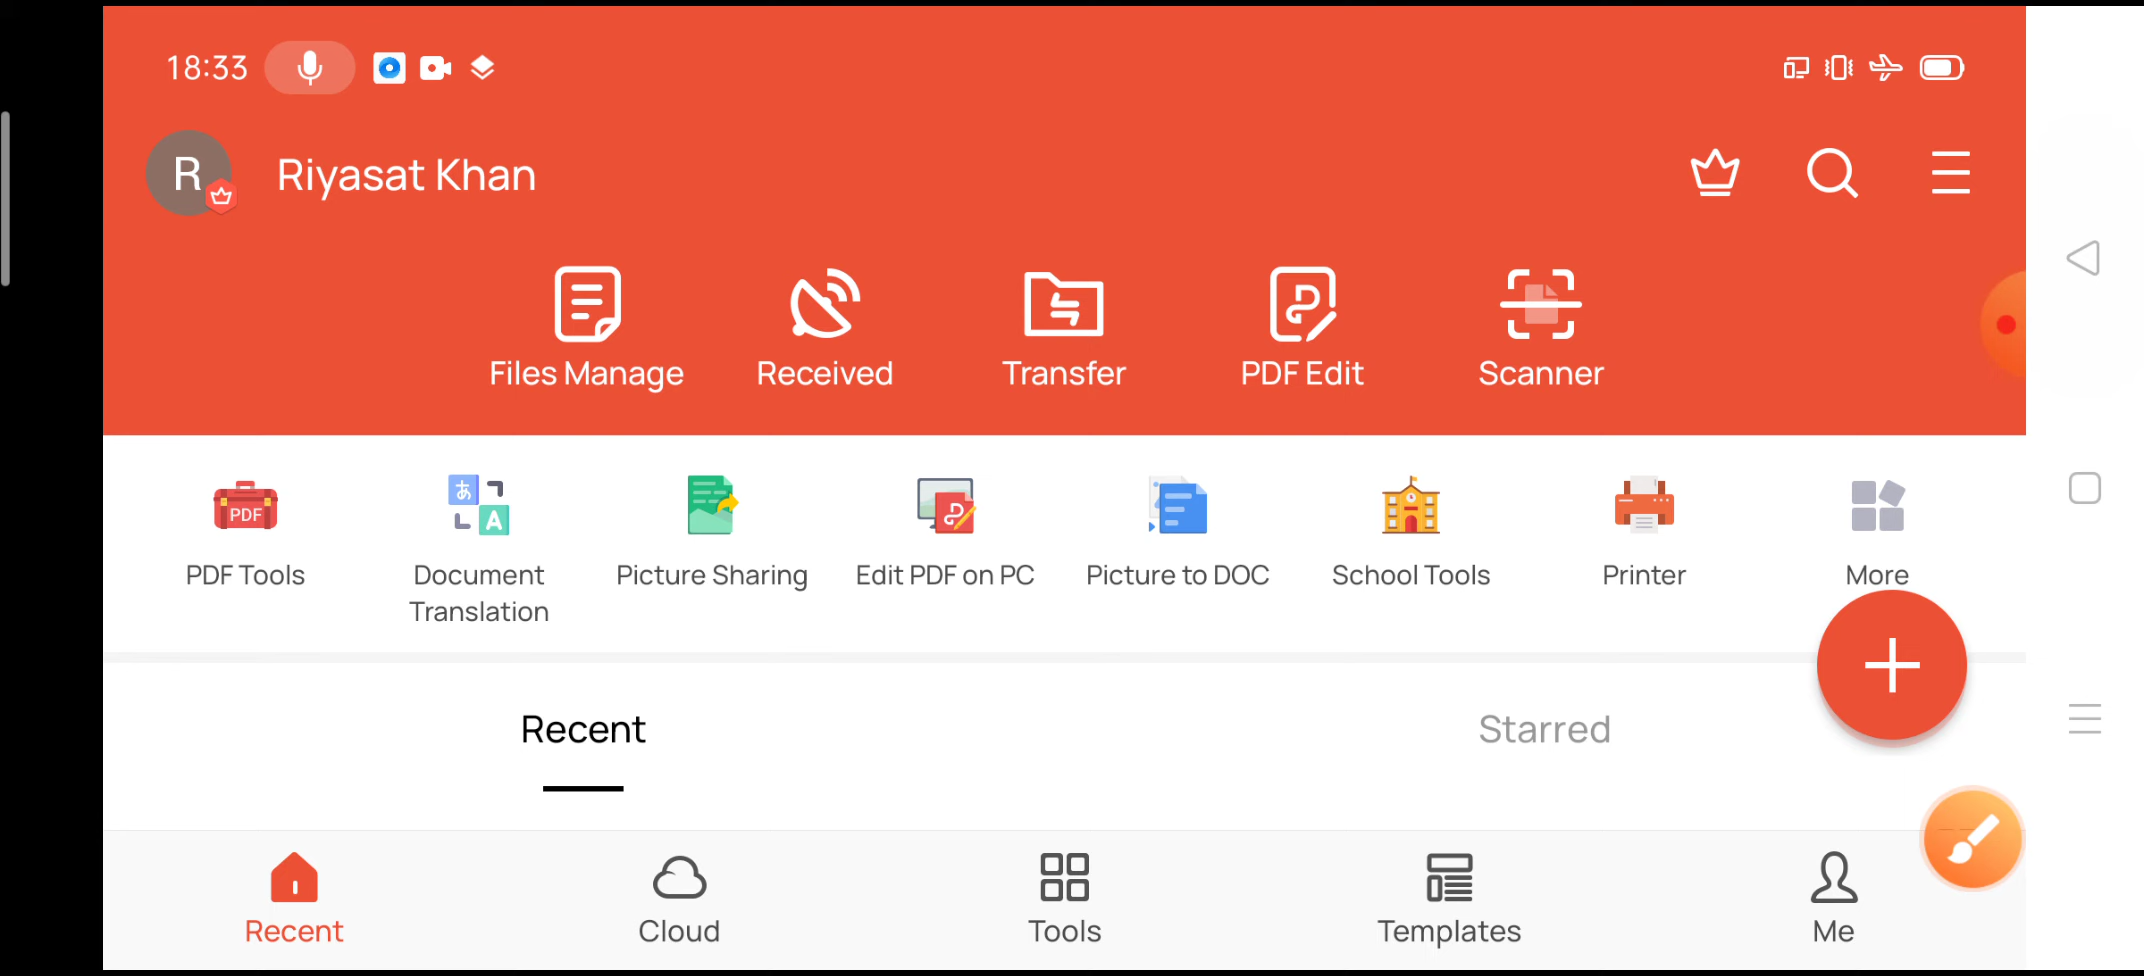 18:33
R
Riyasat Khan
Files Manage
Received
Transfer
PDF Edit
Scanner
PDF
あ
A
PDF Tools
Document
Translation
Picture Sharing
Edit PDF on PC
Picture to DOC
School Tools
Printer
More
Recent
Starred
Recent
Cloud
Tools
Templates
Me